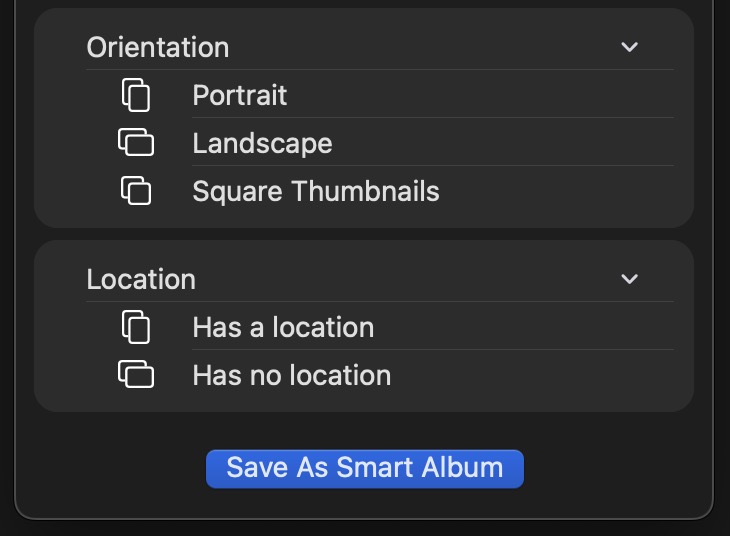 Orientation
Portrait
Landscape
Square Thumbnails
Location
Has a location
Has no location
Save As Smart Album